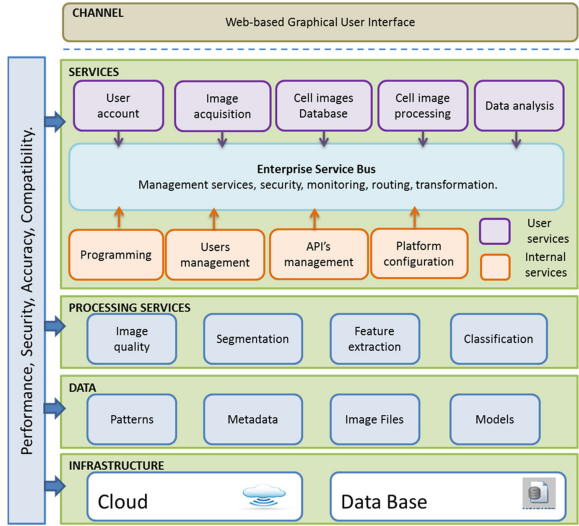 CHANNEL
Web-based Graphical User Interface
Performance, Security, Accuracy, Compatibility.
SERVICES
User
account
Image
acquisition
Cell images
Database
Cell image
processing
Data analysis
Enterprise Service Bus
Management services, security, monitoring, routing, transformation.
Programming
Users
management
API's
management
Platform
configuration
User
services
Internal
services
PROCESSING SERVICES
Image
quality
Segmentation
Feature
extraction
Classification
DATA
Patterns
Metadata
Image Files
Models
INFRASTRUCTURE
Cloud
Data Base